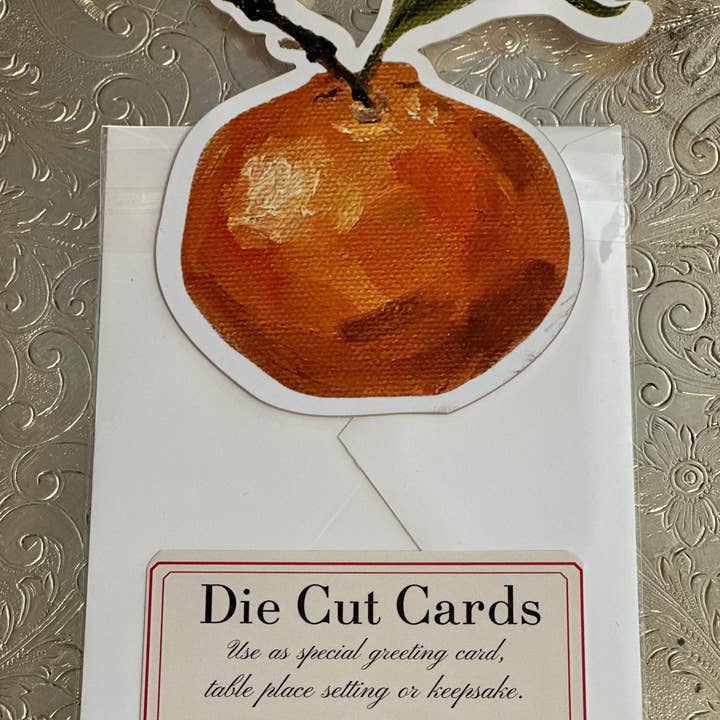 Die Cut Cards
Use as special greeting card,
table place setting or keepsake.